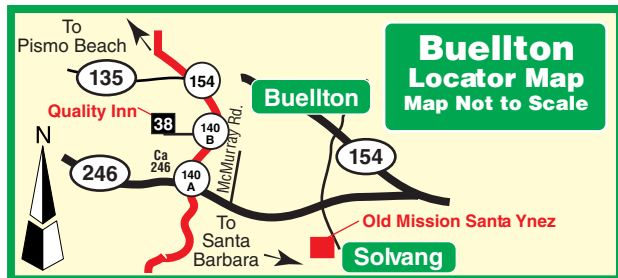 To
Pismo Beach
135
154
Buellton
Locator Map
Map Not to Scale
Quality Inn
38
140
B
Buellton
McMurray Rd.
N
Ca
246
246
140
A
154
To
Santa
Barbara
Old Mission Santa Ynez
Solvang